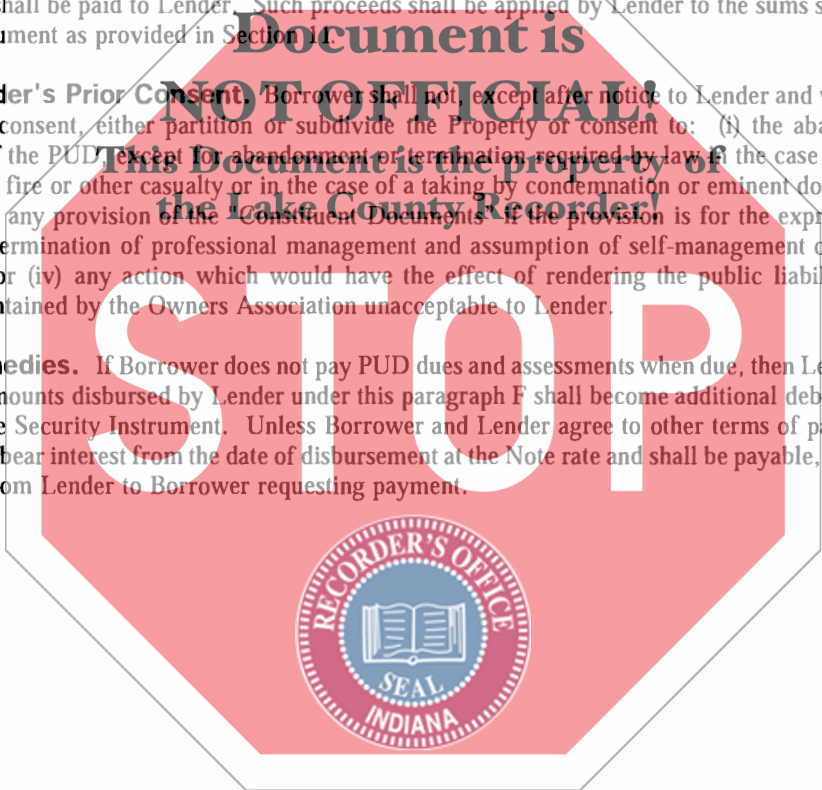 hall be paid to Lender. Such proceeds shall be applied by Lender to the sums s
ument as provided in Section 11.
Document is
NOT OFFICIAL!
This Document is the property of
the Lake County Recorder!
der's Prior Consent. Borrower shall not, except after notice to Lender and
consent, either partition or subdivide the Property or consent to: (i) the aba
the PUD, except for abandonment or termination required by law in the case
fire or other casualty or in the case of a taking by condemnation or eminent do
any provision of the "Constituent Documents" if the provision is for the expr
ermination of professional management and assumption of self-management o
or (iv) any action which would have the effect of rendering the public liabil
ntained by the Owners Association unacceptable to Lender.
edies. If Borrower does not pay PUD dues and assessments when due, then Le
mounts disbursed by Lender under this paragraph F shall become additional deb
e Security Instrument. Unless Borrower and Lender agree to other terms of pa
bear interest from the date of disbursement at the Note rate and shall be payable,
om Lender to Borrower requesting payment.
STOP
RECORDER'S OFFICE
SEAL
INDIANA